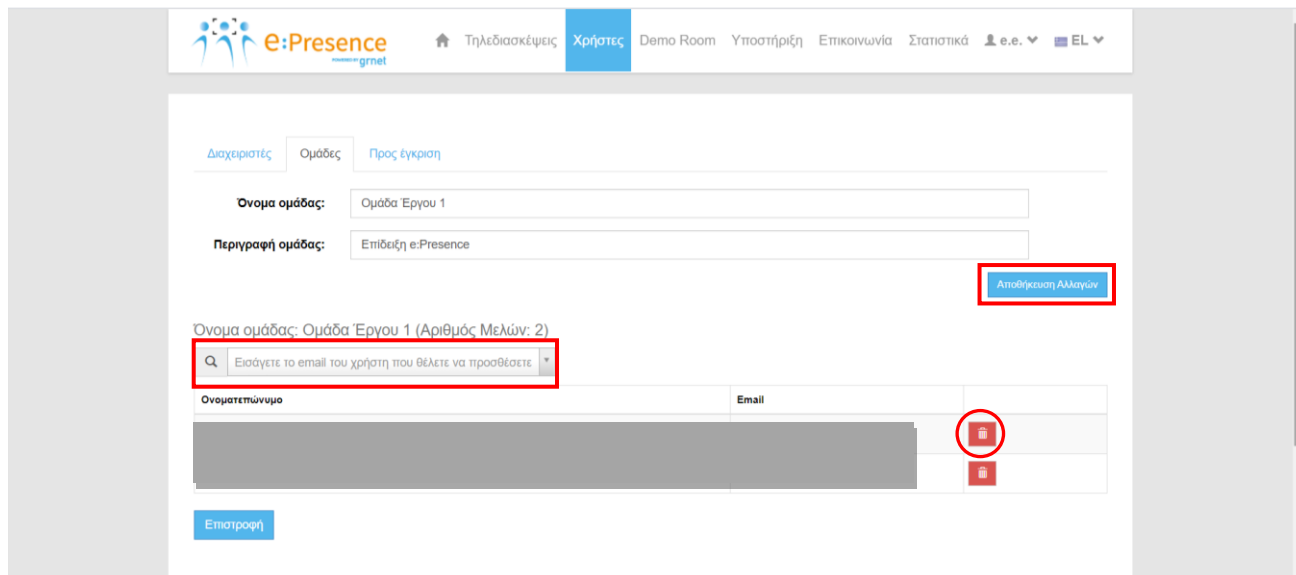 e:Presence
POWERED BY grnet
Τηλεδιασκέψεις Χρήστες Demo Room Υποστήριξη Επικοινωνία Στατιστικά e.e. EL
Διαχειριστές Ομάδες Προς έγκριση
Όνομα ομάδας: Ομάδα Έργου 1
Περιγραφή ομάδας: Επίδειξη e:Presence
Αποθήκευση Αλλαγών
Όνομα ομάδας: Ομάδα Έργου 1 (Αριθμός Μελών: 2)
Εισάγετε το email του χρήστη που θέλετε να προσθέσετε
Ονοματεπώνυμο Email
Επιστροφή